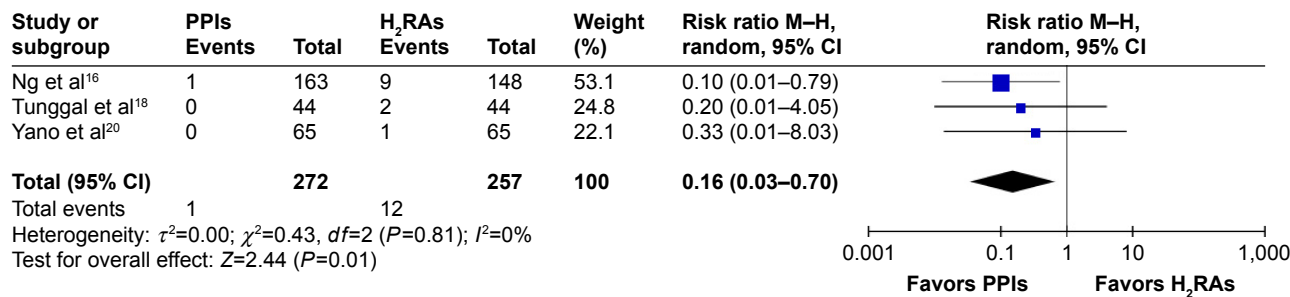 Study or subgroup PPIs Events Total H₂RAs Events Total Weight (%) Risk ratio M–H, random, 95% CI Risk ratio M–H, random, 95% CI
Ng et al¹⁶ 1 163 9 148 53.1 0.10 (0.01–0.79)
Tunggal et al¹⁸ 0 44 2 44 24.8 0.20 (0.01–4.05)
Yano et al²⁰ 0 65 1 65 22.1 0.33 (0.01–8.03)
Total (95% CI) 272 257 100 0.16 (0.03–0.70)
Total events 1 12
Heterogeneity: τ²=0.00; χ²=0.43, df=2 (P=0.81); I²=0%
Test for overall effect: Z=2.44 (P=0.01)
0.001 0.1 1 10 1,000
Favors PPIs Favors H₂RAs